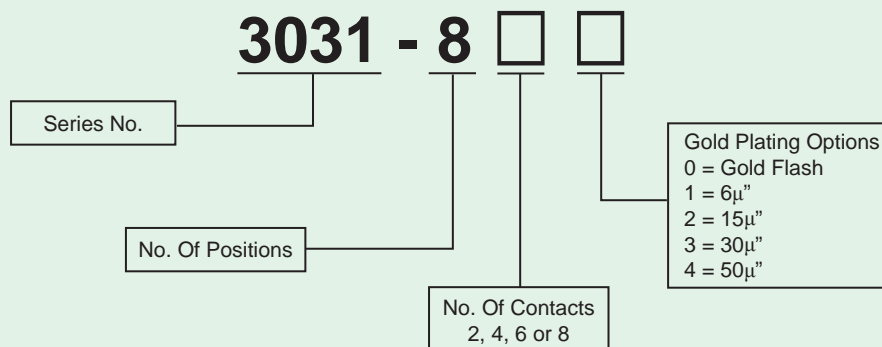 3031 - 8 □ □
Series No.
No. Of Positions
No. Of Contacts
2, 4, 6 or 8
Gold Plating Options
0 = Gold Flash
1 = 6μ”
2 = 15μ”
3 = 30μ”
4 = 50μ”